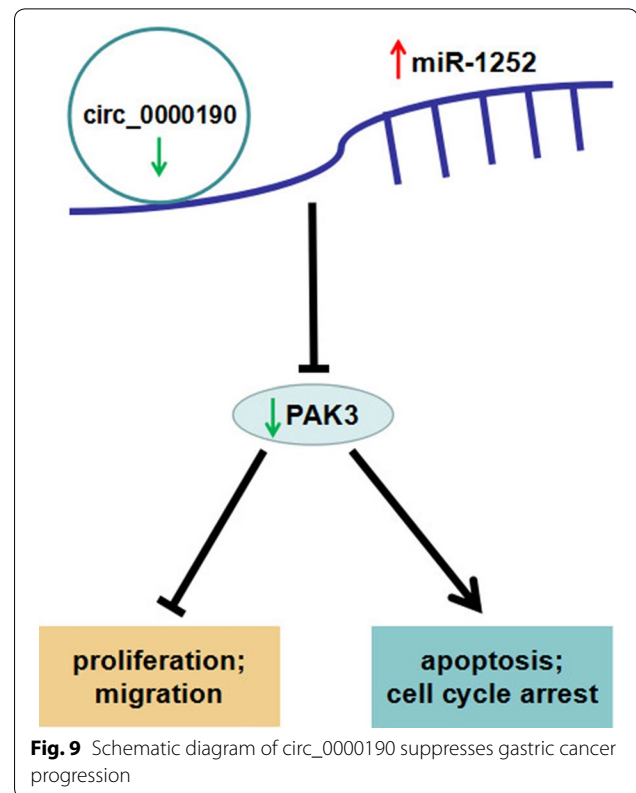 miR-1252
circ_0000190
PAK3
proliferation;
migration
apoptosis;
cell cycle arrest
Fig. 9 Schematic diagram of circ_0000190 suppresses gastric cancer
progression